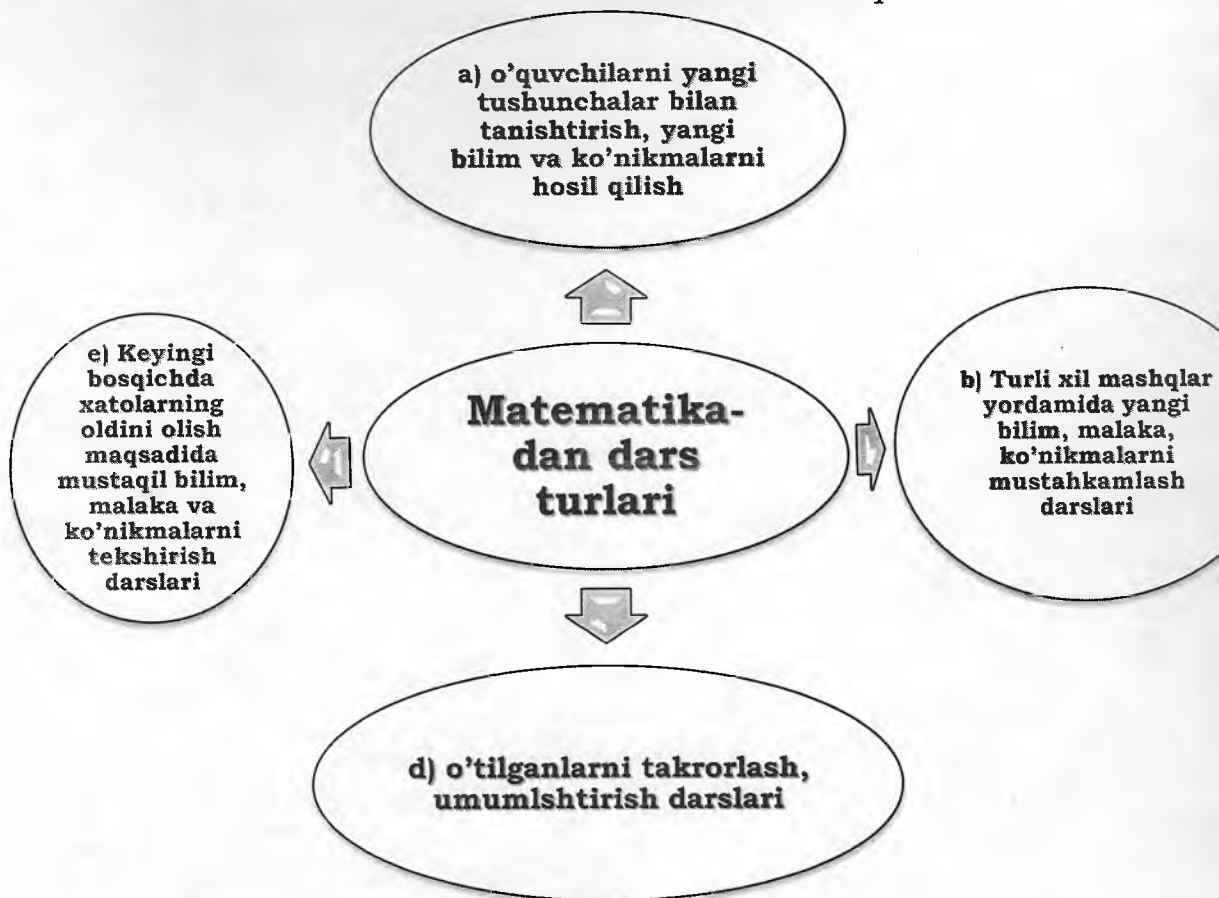 a) o'quvchilarni yangi
tushunchalar bilan
tanishtirish, yangi
bilim va ko'nikmalarni
hosil qilish
e) Keyingi
bosqichda
xatolarning
oldini olish
maqsadida
mustaqil bilim,
malaka va
ko'nikmalarni
tekshirish
darslari
Matematika-
dan dars
turlari
b) Turli xil mashqlar
yordamida yangi
bilim, malaka,
ko'nikmalarni
mustahkamlash
darslari
d) o'tilganlarni takrorlash,
umumlshtirish darslari